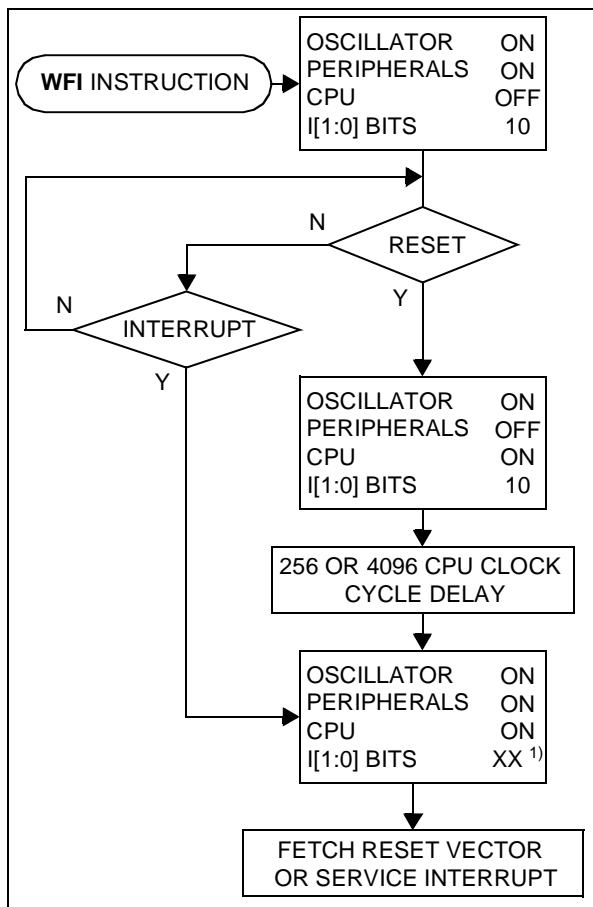 WFI INSTRUCTION
OSCILLATOR ON
PERIPHERALS ON
CPU OFF
I[1:0] BITS 10
RESET
N
Y
INTERRUPT
N
Y
OSCILLATOR ON
PERIPHERALS OFF
CPU ON
I[1:0] BITS 10
256 OR 4096 CPU CLOCK
CYCLE DELAY
OSCILLATOR ON
PERIPHERALS ON
CPU ON
I[1:0] BITS XX 1)
FETCH RESET VECTOR
OR SERVICE INTERRUPT